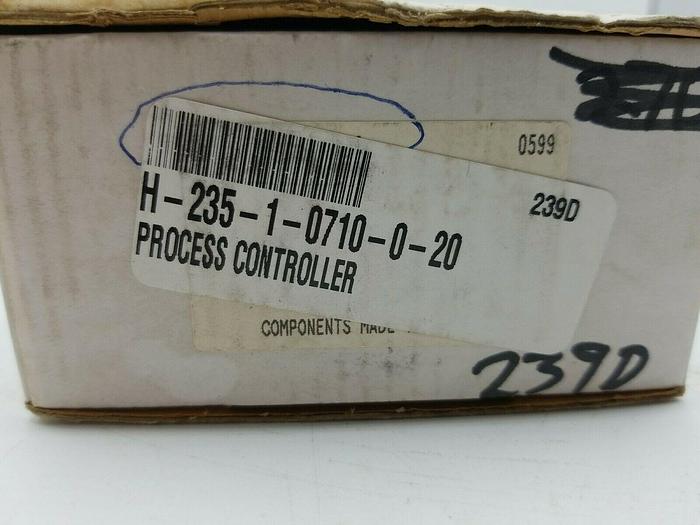 0599
239D
H-235-1-0710-0-20
PROCESS CONTROLLER
COMPONENTS MADE
239D